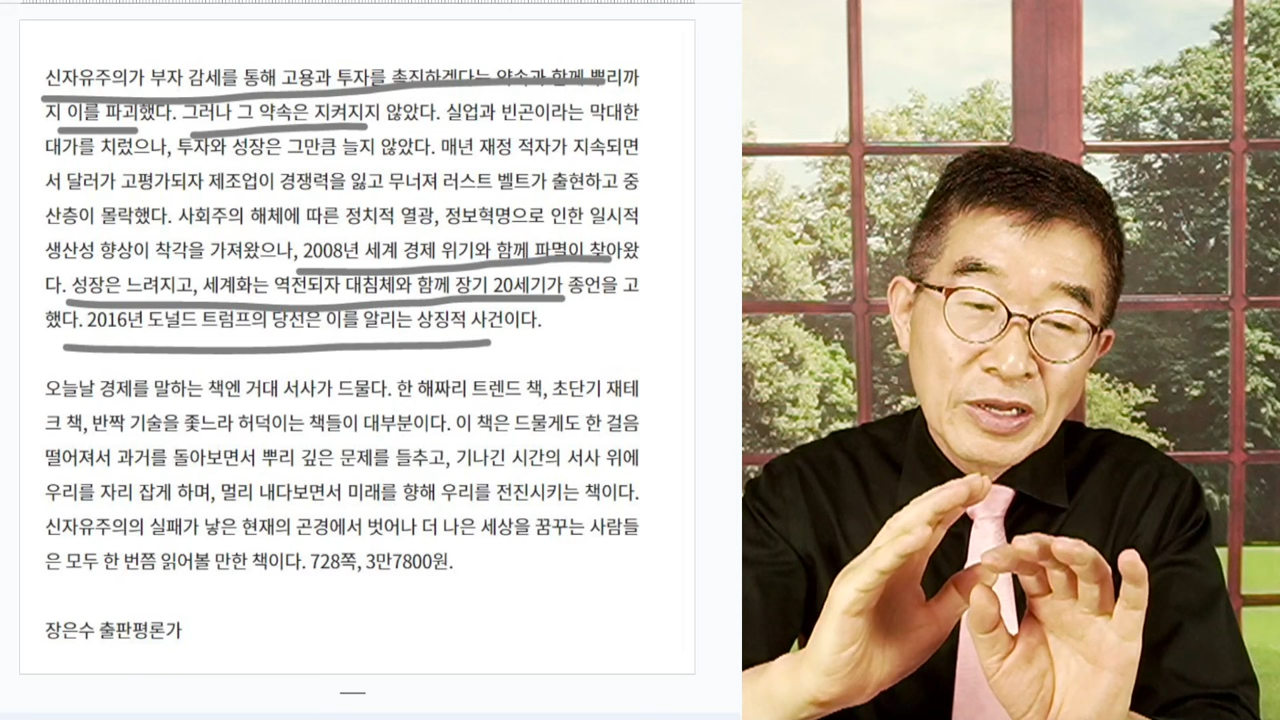 신자유주의가 부자 감세를 통해 고용과 투자를 촉진하겠다는 약속과 함께 뿌리까
지 이를 파괴했다. 그러나 그 약속은 지켜지지 않았다. 실업과 빈곤이라는 막대한
대가를 치렀으나, 투자와 성장은 그만큼 늘지 않았다. 매년 재정 적자가 지속되면
서 달러가 고평가되자 제조업이 경쟁력을 잃고 무너져 러스트 벨트가 출현하고 중
산층이 몰락했다. 사회주의 해체에 따른 정치적 열광, 정보혁명으로 인한 일시적
생산성 향상이 착각을 가져왔으나, 2008년 세계 경제 위기와 함께 파멸이 찾아왔
다. 성장은 느려지고, 세계화는 역전되자 대침체와 함께 장기 20세기가 종언을 고
했다. 2016년 도널드 트럼프의 당선은 이를 알리는 상징적 사건이다.
오늘날 경제를 말하는 책엔 거대 서사가 드물다. 한 해짜리 트렌드 책, 초단기 재테
크 책, 반짝 기술을 좇느라 허덕이는 책들이 대부분이다. 이 책은 드물게도 한 걸음
떨어져서 과거를 돌아보면서 뿌리 깊은 문제를 들추고, 기나긴 시간의 서사 위에
우리를 자리 잡게 하며, 멀리 내다보면서 미래를 향해 우리를 전진시키는 책이다.
신자유주의의 실패가 낳은 현재의 곤경에서 벗어나 더 나은 세상을 꿈꾸는 사람들
은 모두 한 번쯤 읽어볼 만한 책이다. 728쪽, 3만7800원.
장은수 출판평론가